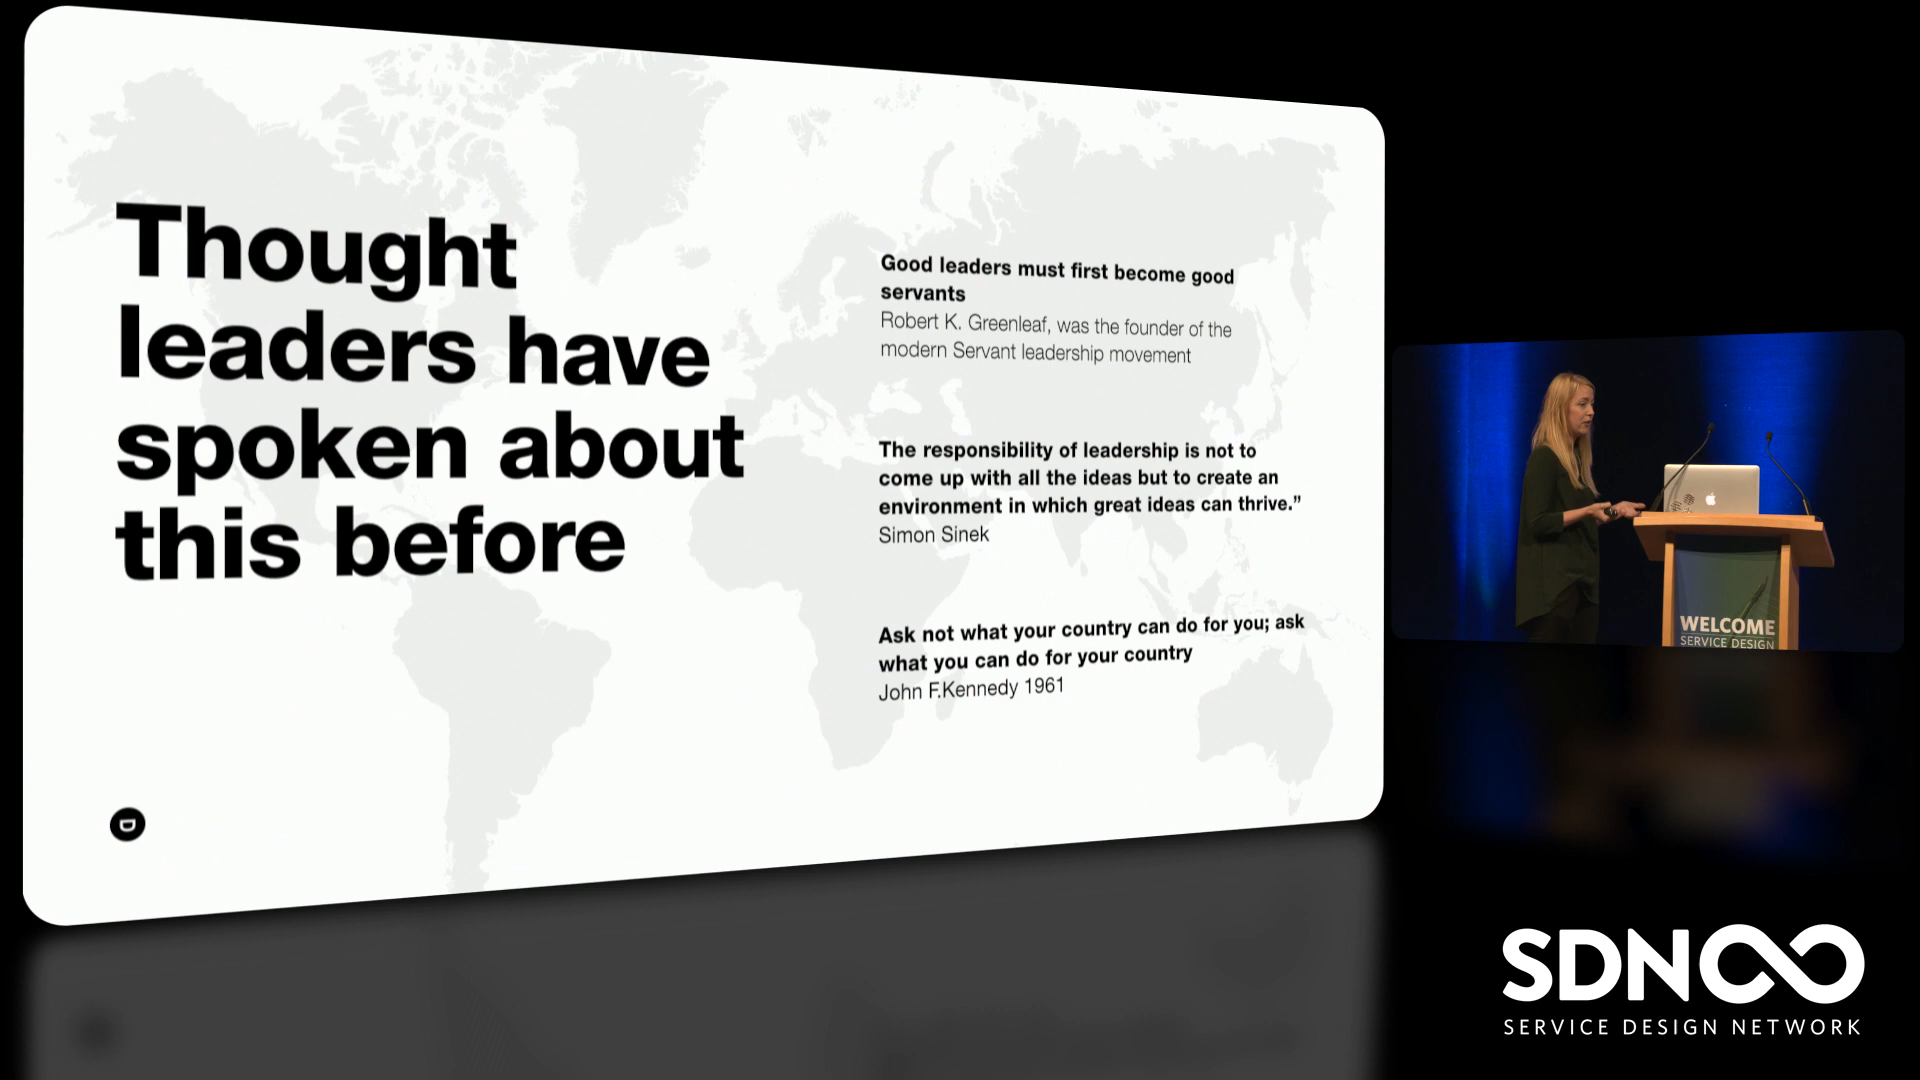 Thought
leaders have
spoken about
this before
Good leaders must first become good
servants
Robert K. Greenleaf, was the founder of the
modern Servant leadership movement
The responsibility of leadership is not to
come up with all the ideas but to create an
environment in which great ideas can thrive.”
Simon Sinek
Ask not what your country can do for you; ask
what you can do for your country
John F.Kennedy 1961
D
WELCOME
SERVICE DESIGN
SDN
SERVICE DESIGN NETWORK